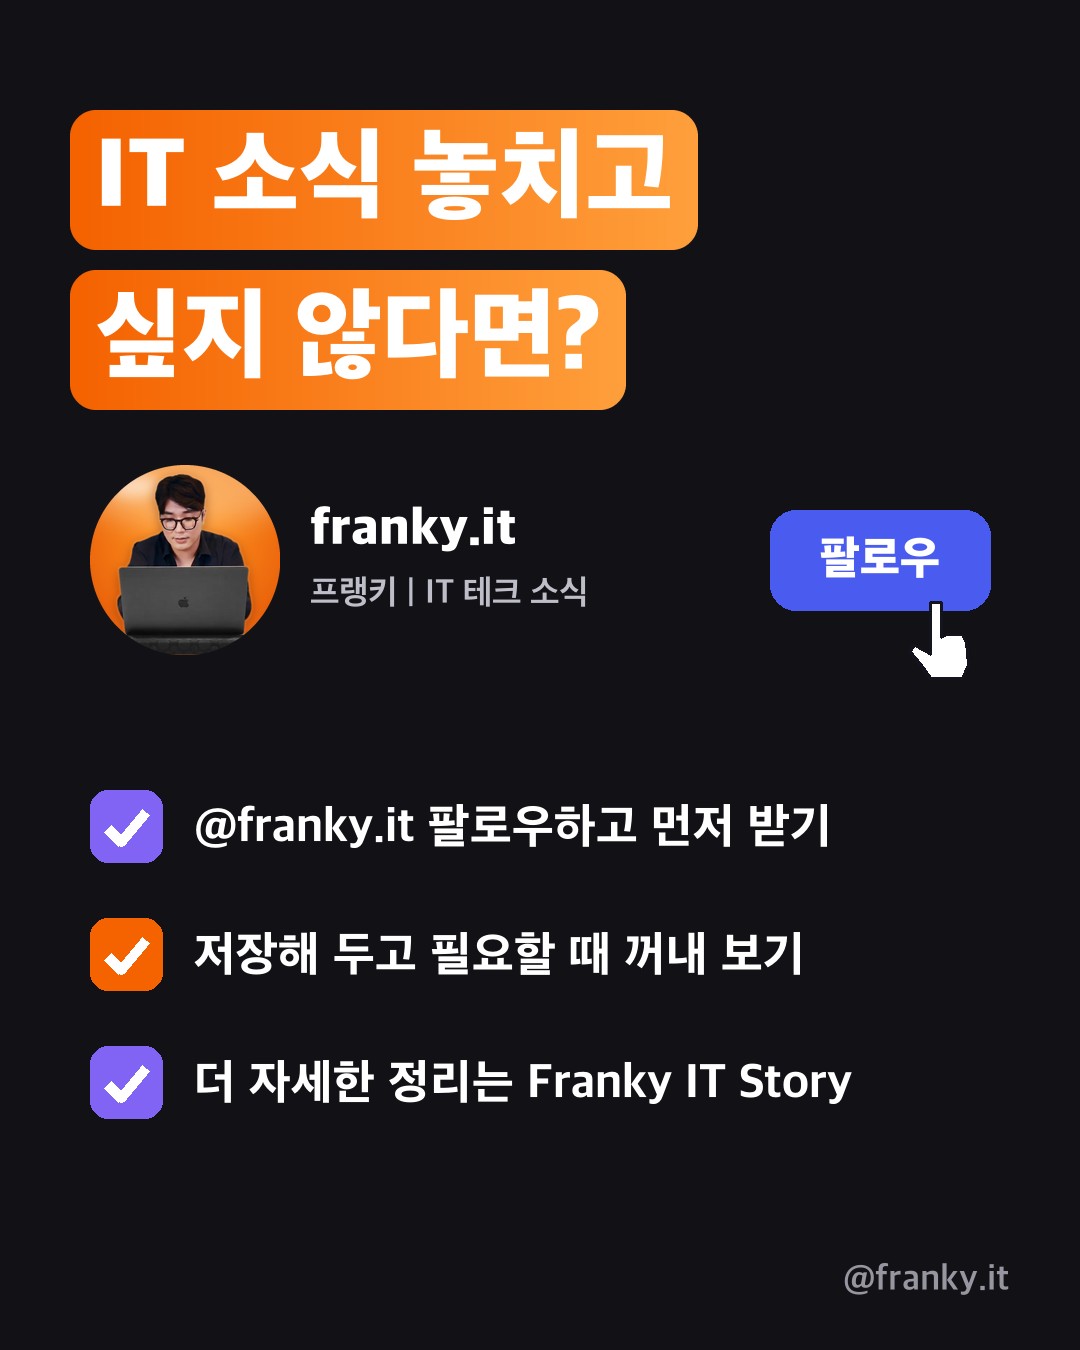 IT 소식 놓치고
싶지 않다면?
franky.it
프랭키 | IT 테크 소식
팔로우
@franky.it 팔로우하고 먼저 받기
저장해 두고 필요할 때 꺼내 보기
더 자세한 정리는 Franky IT Story
@franky.it